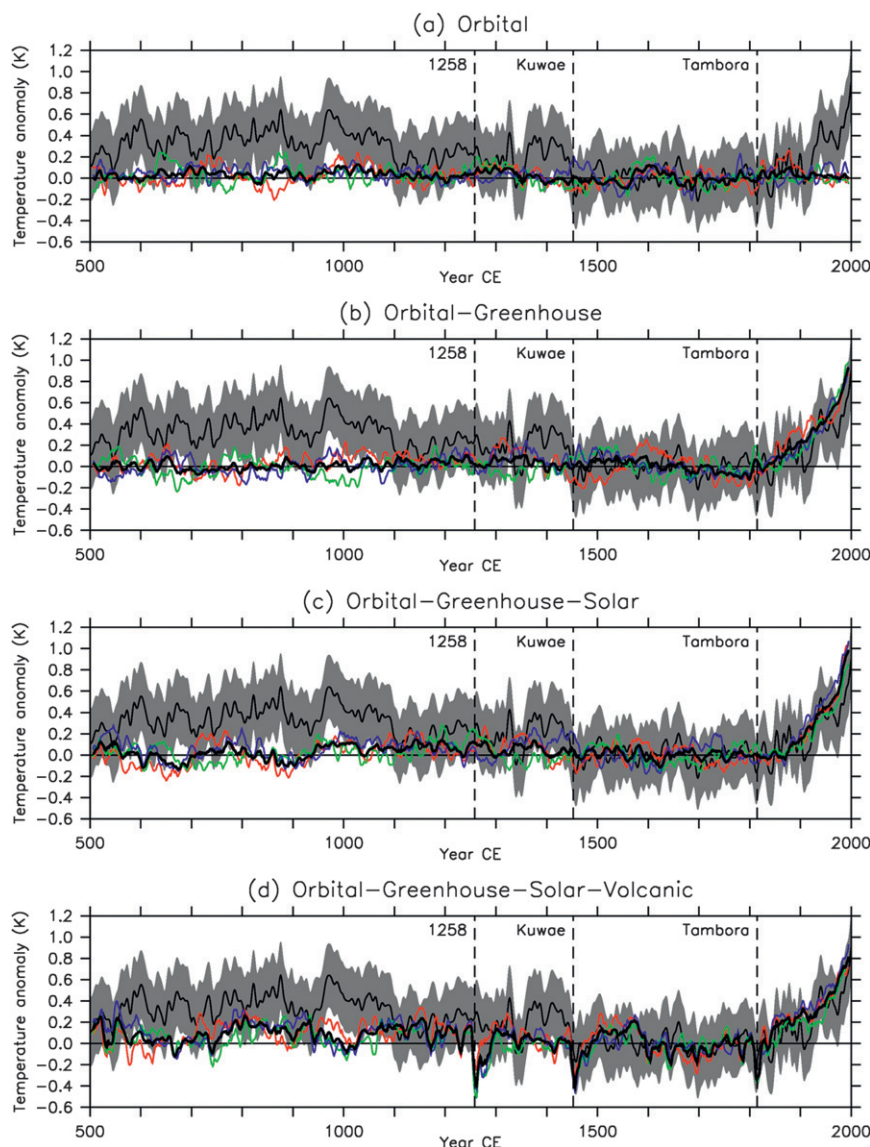 (a) Orbital
Temperature anomaly (K)
1.2
1.0
0.8
0.6
0.4
0.2
0.0
−0.2
−0.4
−0.6
1258
Kuwae
Tambora
500 1000 1500 2000
Year CE
(b) Orbital−Greenhouse
Temperature anomaly (K)
1.2
1.0
0.8
0.6
0.4
0.2
0.0
−0.2
−0.4
−0.6
1258
Kuwae
Tambora
500 1000 1500 2000
Year CE
(c) Orbital−Greenhouse−Solar
Temperature anomaly (K)
1.2
1.0
0.8
0.6
0.4
0.2
0.0
−0.2
−0.4
−0.6
1258
Kuwae
Tambora
500 1000 1500 2000
Year CE
(d) Orbital−Greenhouse−Solar−Volcanic
Temperature anomaly (K)
1.2
1.0
0.8
0.6
0.4
0.2
0.0
−0.2
−0.4
−0.6
1258
Kuwae
Tambora
500 1000 1500 2000
Year CE